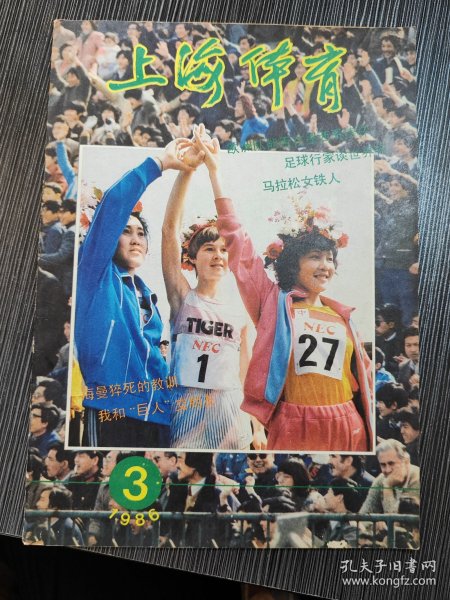 上海体育
足球行家谈世界
马拉松女铁人
TIGER
NEC
1
中
NEC
27
海曼猝死的教训
我和“巨人”
3
1986
孔夫子旧书网
www.kongfz.com